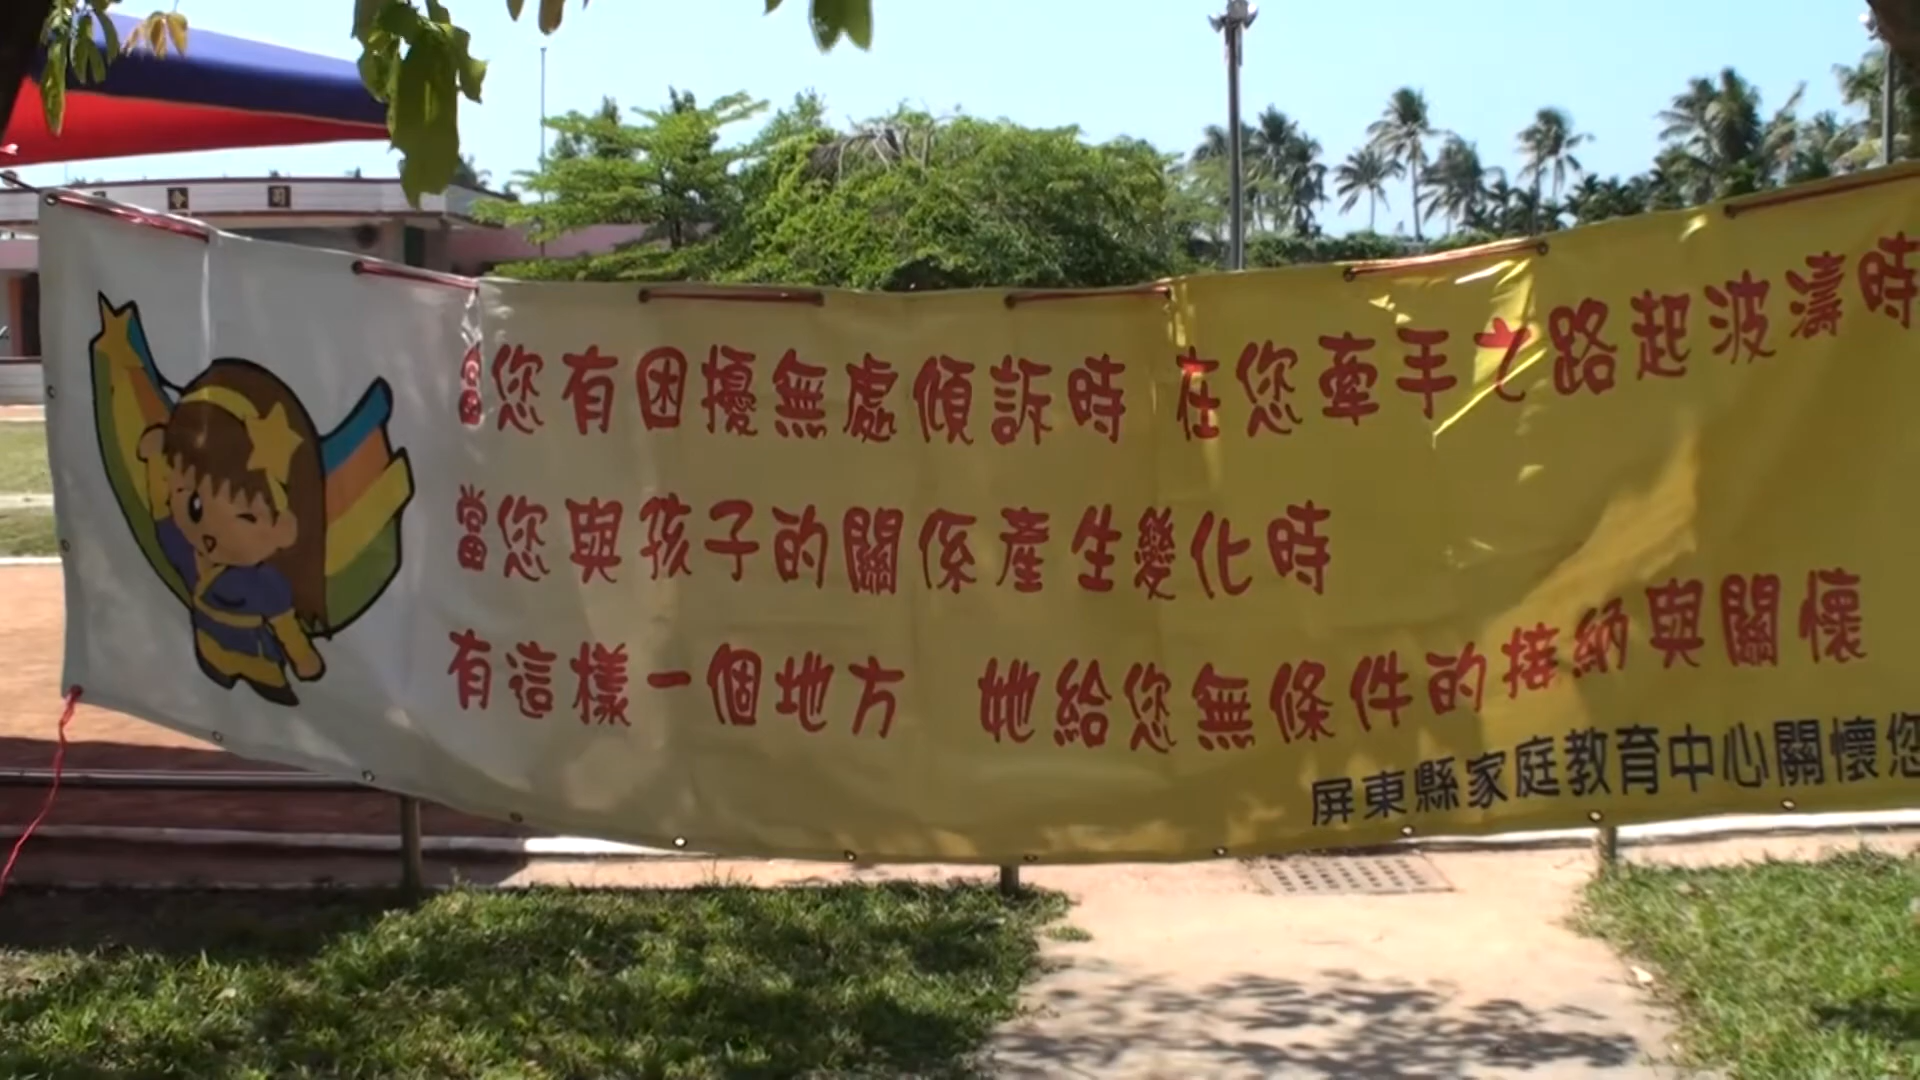 當您有困擾無處傾訴時 在您牽手之路起波濤時
當您與孩子的關係產生變化時
有這樣一個地方 她給您無條件的接納與關懷
屏東縣家庭教育中心關懷您